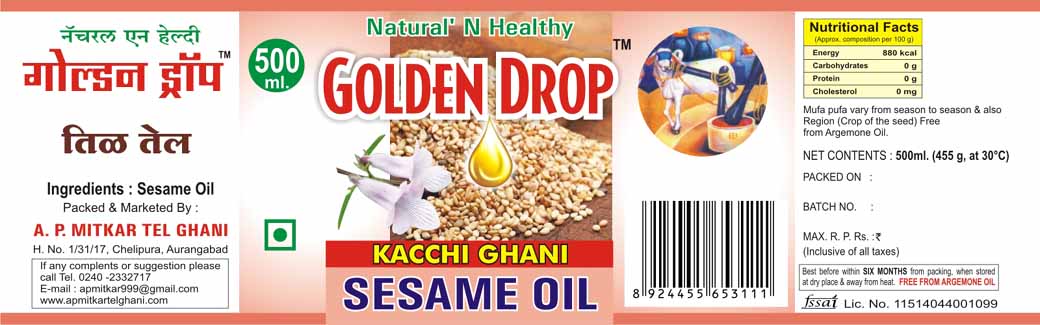 नॅचरल एन हेल्दी
गोल्डन ड्रॉप TM
तिळ तेल
Ingredients : Sesame Oil
Packed & Marketed By :
A. P. MITKAR TEL GHANI
H. No. 1/31/17, Chelipura, Aurangabad
If any complents or suggestion please
call Tel. 0240 -2332717
E-mail : apmitkar999@gmail.com
www.apmitkartelghani.com
500
ml.
Natural' N Healthy
GOLDEN DROP TM
KACCHI GHANI
SESAME OIL
8 924455 653111
Nutritional Facts
(Approx. composition per 100 g)
Energy 880 kcal
Carbohydrates 0 g
Protein 0 g
Cholesterol 0 mg
Mufa pufa vary from season to season & also
Region (Crop of the seed) Free
from Argemone Oil.
NET CONTENTS : 500ml. (455 g, at 30°C)
PACKED ON :
BATCH NO. :
MAX. R. P. Rs. :₹
(Inclusive of all taxes)
Best before within SIX MONTHS from packing, when stored
at dry place & away from heat. FREE FROM ARGEMONE OIL
fssai Lic. No. 11514044001099